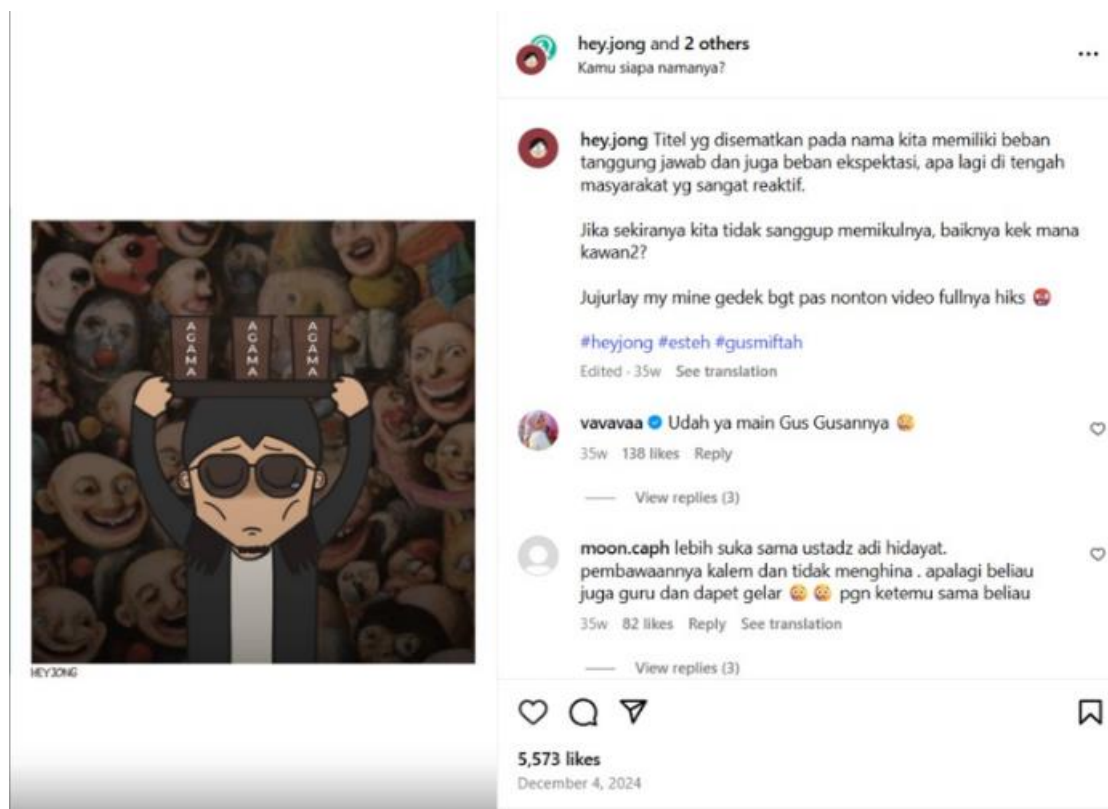 hey.jong and 2 others
Kamu siapa namanya?
hey.jong Titel yg disematkan pada nama kita memiliki beban
tanggung jawab dan juga beban ekspektasi, apa lagi di tengah
masyarakat yg sangat reaktif.
Jika sekiranya kita tidak sanggup memikulnya, baiknya kek mana
kawan2?
Jujurlay my mine gedek bgt pas nonton video fullnya hiks
#heyjong #esteh #gusmiftah
Edited · 35w See translation
vavavaa Udah ya main Gus Gusannya
35w 138 likes Reply
View replies (3)
moon.caph lebih suka sama ustadz adi hidayat.
pembawaannya kalem dan tidak menghina . apalagi beliau
juga guru dan dapet gelar pgn ketemu sama beliau
35w 82 likes Reply See translation
View replies (3)
5,573 likes
December 4, 2024
AGAMA
AGAMA
AGAMA
HEYJONG